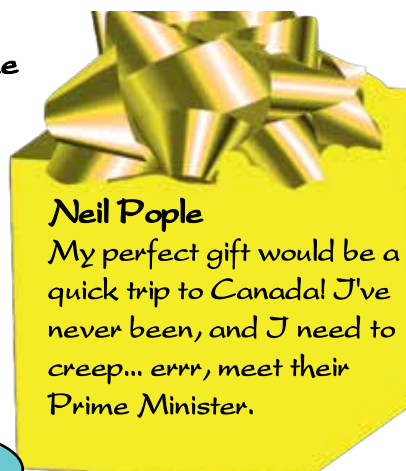 e
Neil Pople
My perfect gift would be a
quick trip to Canada! I've
never been, and I need to
creep... errr, meet their
Prime Minister.